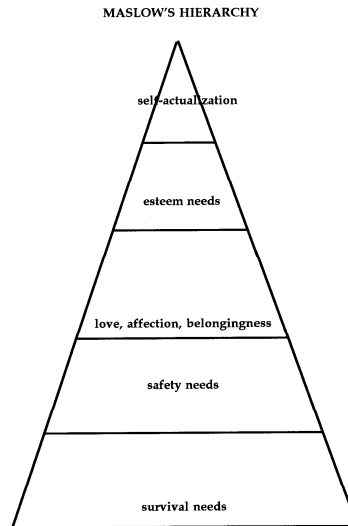 MASLOW'S HIERARCHY
self-actualization
esteem needs
love, affection, belongingness
safety needs
survival needs